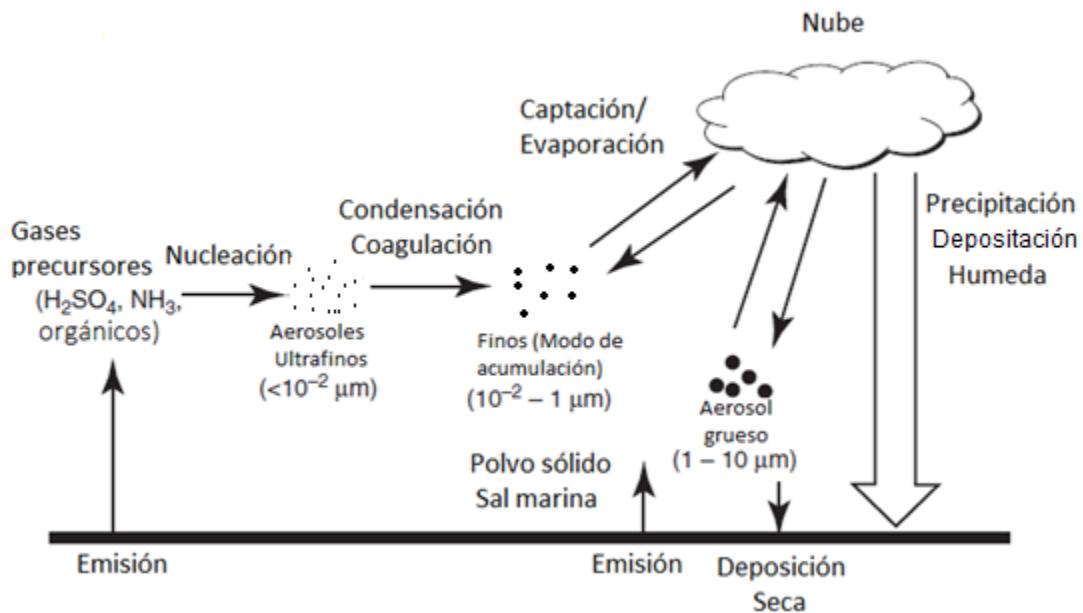 Nube
Captación/
Evaporación
Condensación
Coagulación
Precipitación
Depositación
Humeda
Gases
precursores
(H₂SO₄, NH₃,
orgánicos)
Nucleación
Aerosoles
Ultrafinos
(<10⁻² μm)
Finos (Modo de
acumulación)
(10⁻² – 1 μm)
Aerosol
grueso
(1 – 10 μm)
Polvo sólido
Sal marina
Emisión
Emisión
Deposición
Seca